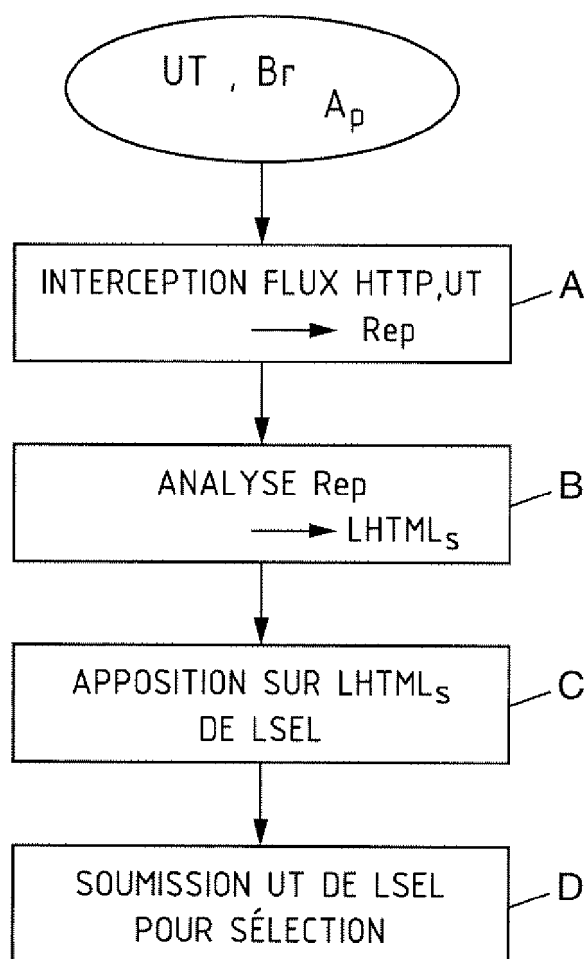 UT , Br
Ap
INTERCEPTION FLUX HTTP,UT
Rep
A
ANALYSE Rep
LHTMLs
B
APPOSITION SUR LHTMLs
DE LSEL
C
SOUMISSION UT DE LSEL
POUR SÉLECTION
D